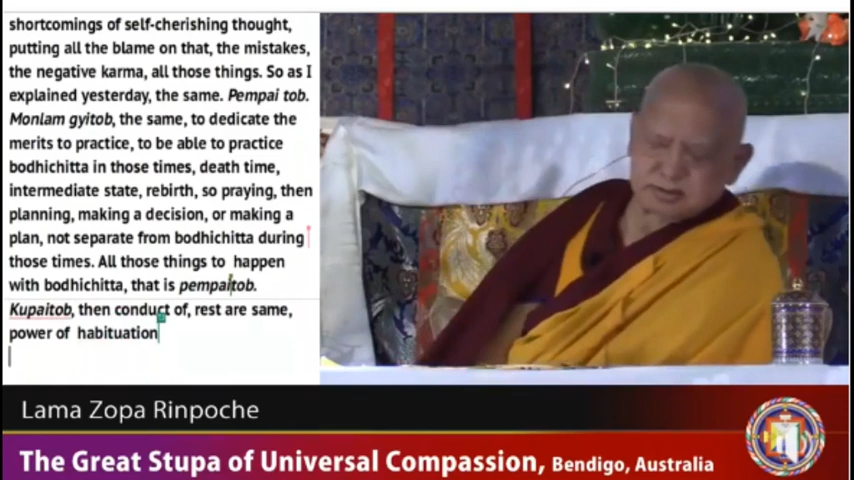 shortcomings of self-cherishing thought,
putting all the blame on that, the mistakes,
the negative karma, all those things. So as I
explained yesterday, the same. Pempai tob.
Monlam gyitob, the same, to dedicate the
merits to practice, to be able to practice
bodhichitta in those times, death time,
intermediate state, rebirth, so praying, then
planning, making a decision, or making a
plan, not separate from bodhichitta during
those times. All those things to happen
with bodhichitta, that is pempaitob.
Kupaitob, then conduct of, rest are same,
power of habituation
Lama Zopa Rinpoche
The Great Stupa of Universal Compassion, Bendigo, Australia